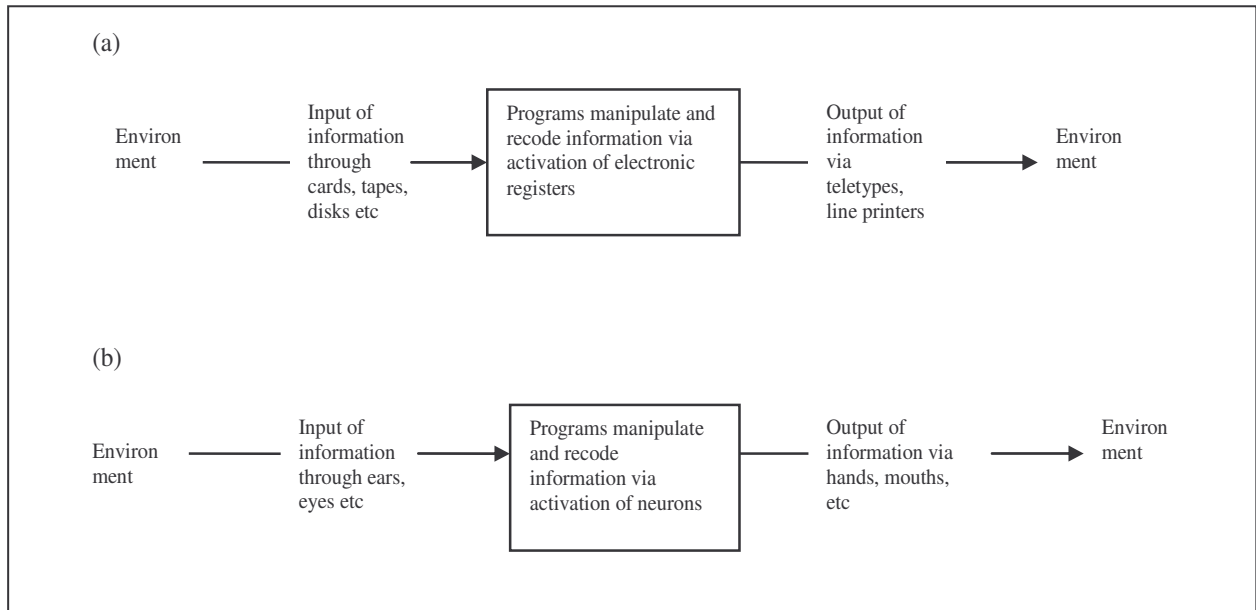 (a)
Environ
ment
Input of
information
through
cards, tapes,
disks etc
Programs manipulate and
recode information via
activation of electronic
registers
Output of
information
via
teletypes,
line printers
Environ
ment
(b)
Environ
ment
Input of
information
through ears,
eyes etc
Programs manipulate
and recode
information via
activation of neurons
Output of
information via
hands, mouths,
etc
Environ
ment